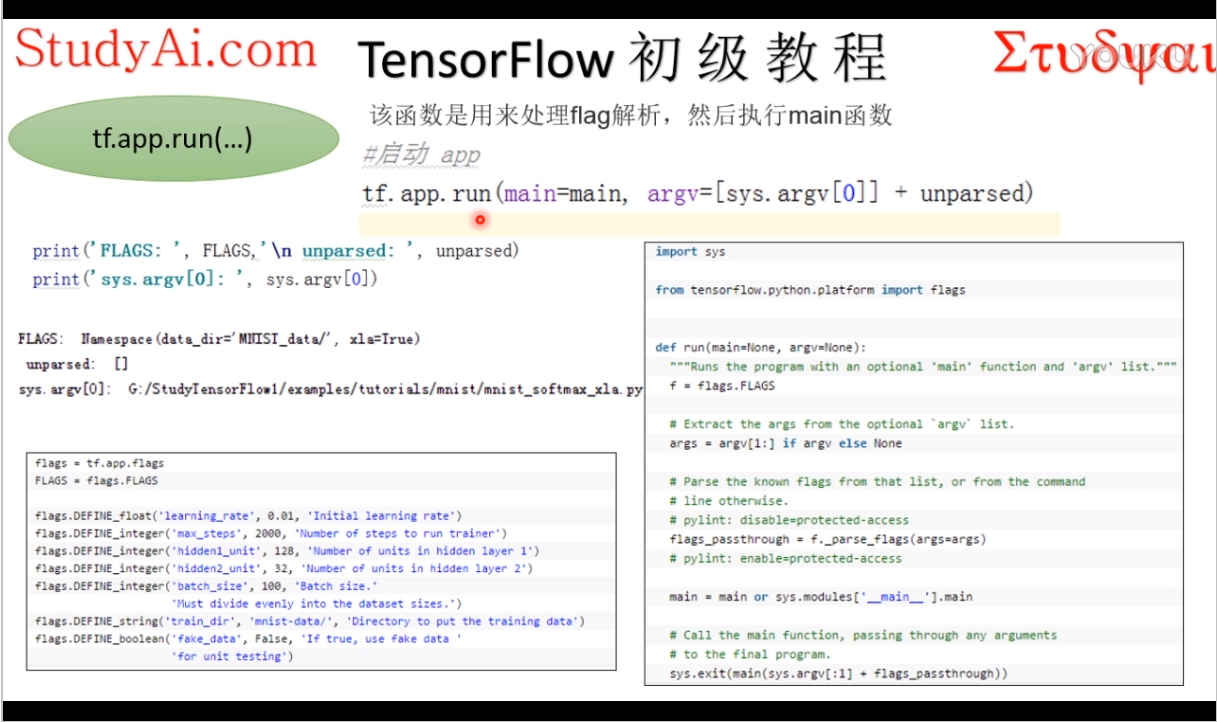 StudyAi.com
TensorFlow 初 级 教 程
Στυδψαι
tf.app.run(...)
该函数是用来处理flag解析，然后执行main函数
#启动 app
tf.app.run(main=main, argv=[sys.argv[0]] + unparsed)
print('FLAGS: ', FLAGS,'\n unparsed: ', unparsed)
print('sys.argv[0]: ', sys.argv[0])
FLAGS: Namespace(data_dir='MNIST_data/', xla=True)
unparsed: []
sys.argv[0]: G:/StudyTensorFlow1/examples/tutorials/mnist/mnist_softmax_xla.py
flags = tf.app.flags
FLAGS = flags.FLAGS
flags.DEFINE_float('learning_rate', 0.01, 'Initial learning rate')
flags.DEFINE_integer('max_steps', 2000, 'Number of steps to run trainer')
flags.DEFINE_integer('hidden1_unit', 128, 'Number of units in hidden layer 1')
flags.DEFINE_integer('hidden2_unit', 32, 'Number of units in hidden layer 2')
flags.DEFINE_integer('batch_size', 100, 'Batch size.'
'Must divide evenly into the dataset sizes.')
flags.DEFINE_string('train_dir', 'mnist-data/', 'Directory to put the training data')
flags.DEFINE_boolean('fake_data', False, 'If true, use fake data '
'for unit testing')
import sys
from tensorflow.python.platform import flags
def run(main=None, argv=None):
"""Runs the program with an optional 'main' function and 'argv' list."""
f = flags.FLAGS
# Extract the args from the optional `argv` list.
args = argv[1:] if argv else None
# Parse the known flags from that list, or from the command
# line otherwise.
# pylint: disable=protected-access
flags_passthrough = f._parse_flags(args=args)
# pylint: enable=protected-access
main = main or sys.modules['__main__'].main
# Call the main function, passing through any arguments
# to the final program.
sys.exit(main(sys.argv[:1] + flags_passthrough))